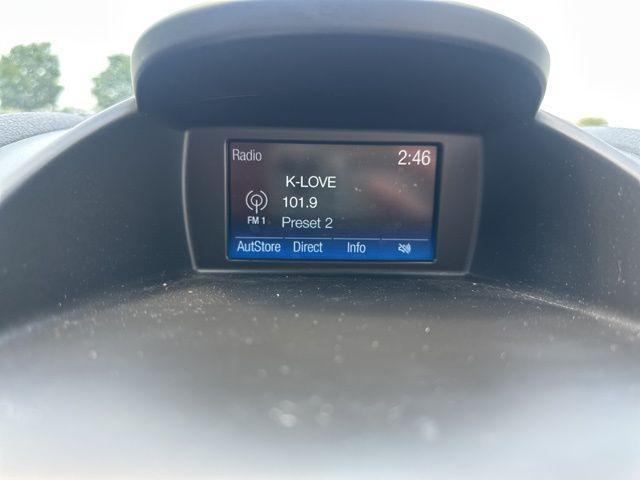 Radio 2:46
K-LOVE
101.9
FM 1 Preset 2
AutStore Direct Info